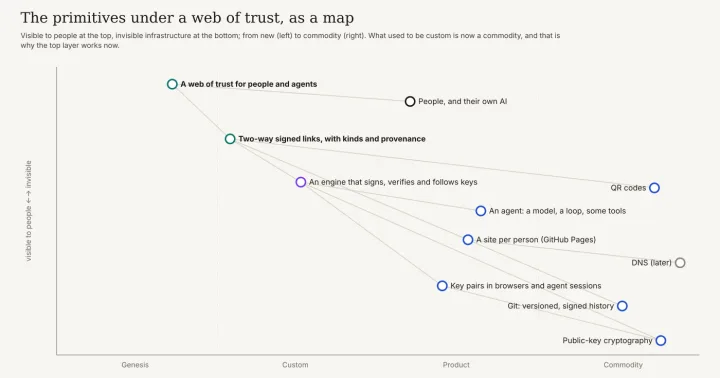 The primitives under a web of trust, as a map
Visible to people at the top, invisible infrastructure at the bottom; from new (left) to commodity (right). What used to be custom is now a commodity, and that is
why the top layer works now.
A web of trust for people and agents
People, and their own AI
Two-way signed links, with kinds and provenance
An engine that signs, verifies and follows keys
QR codes
An agent: a model, a loop, some tools
A site per person (GitHub Pages)
DNS (later)
Key pairs in browsers and agent sessions
Git: versioned, signed history
Public-key cryptography
visible to people ← → invisible
Genesis
Custom
Product
Commodity